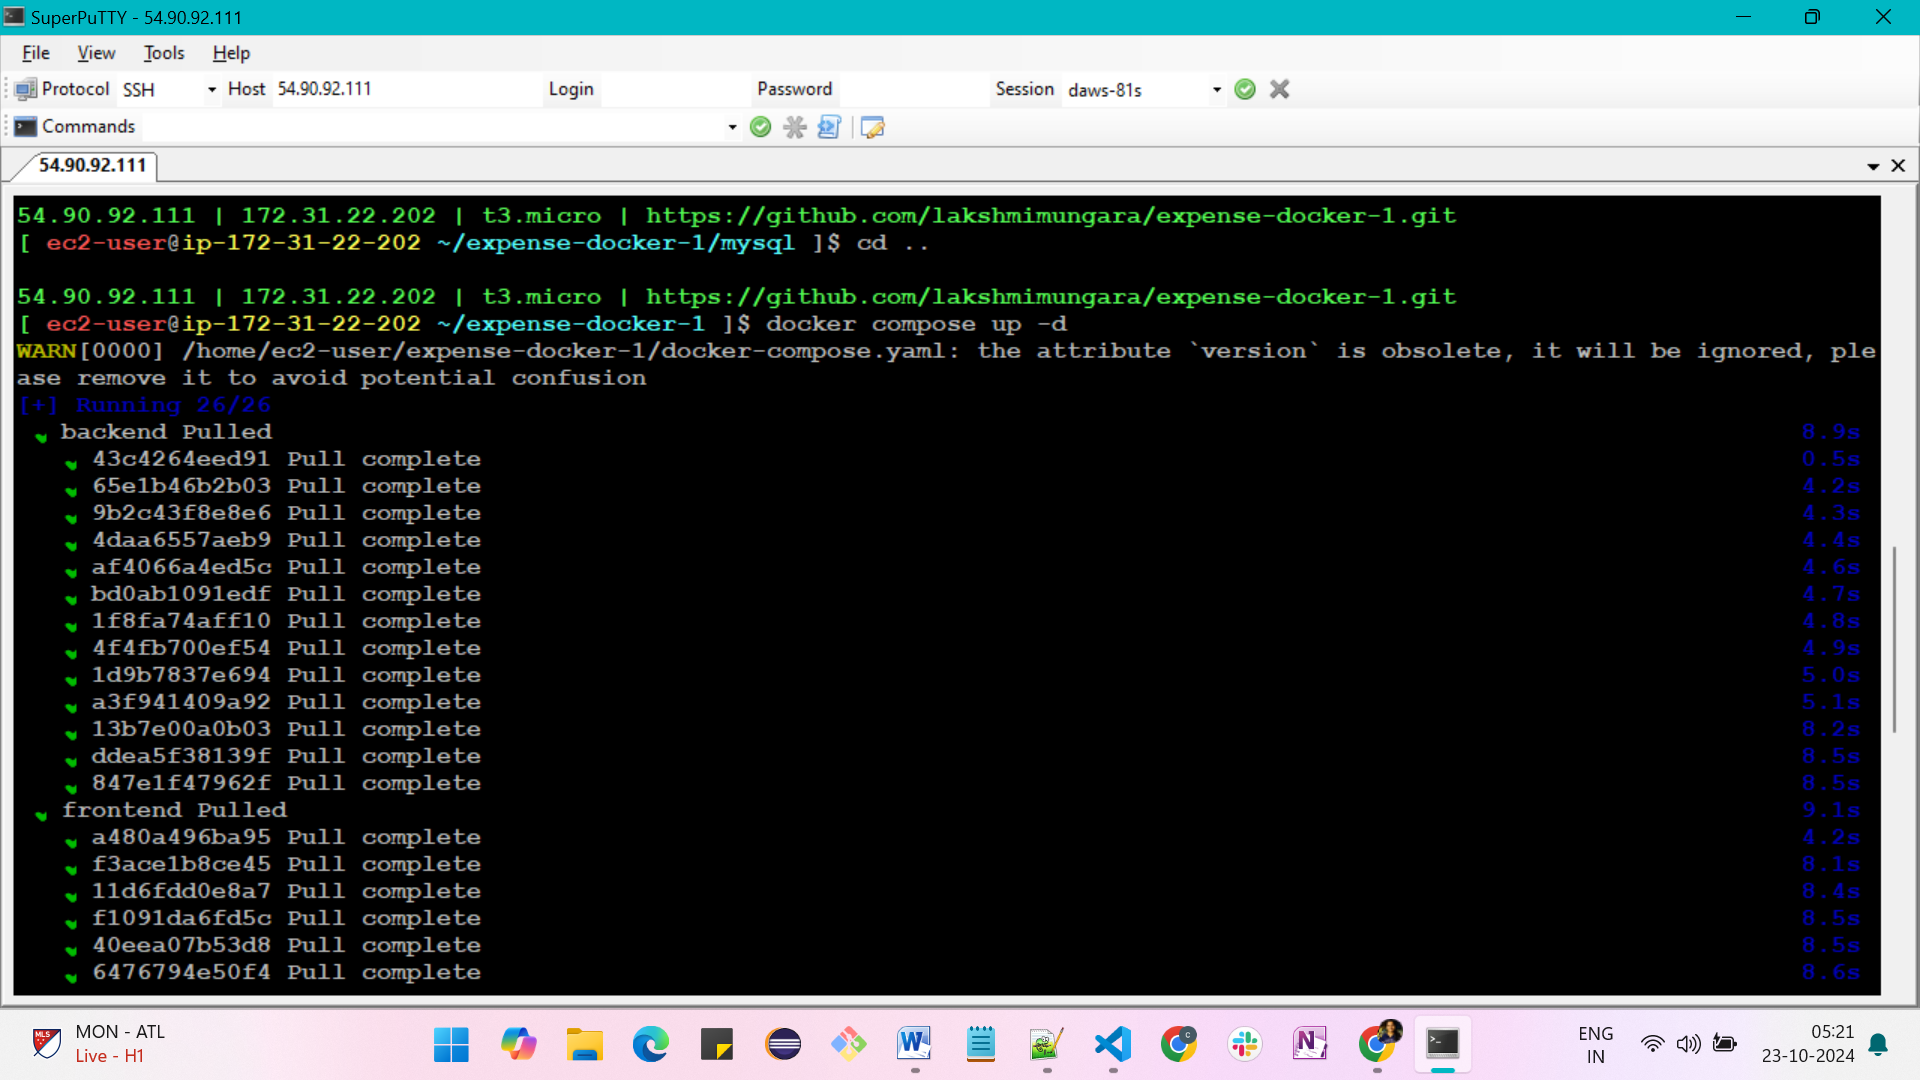 SuperPuTTY - 54.90.92.111
File View Tools Help
Protocol SSH Host 54.90.92.111 Login Password Session daws-81s
Commands
54.90.92.111
54.90.92.111 | 172.31.22.202 | t3.micro | https://github.com/lakshmimungara/expense-docker-1.git
[ ec2-user@ip-172-31-22-202 ~/expense-docker-1/mysql ]$ cd ..
54.90.92.111 | 172.31.22.202 | t3.micro | https://github.com/lakshmimungara/expense-docker-1.git
[ ec2-user@ip-172-31-22-202 ~/expense-docker-1 ]$ docker compose up -d
WARN[0000] /home/ec2-user/expense-docker-1/docker-compose.yaml: the attribute `version` is obsolete, it will be ignored, ple
ase remove it to avoid potential confusion
[+] Running 26/26
backend Pulled 8.9s
43c4264eed91 Pull complete 0.5s
65e1b46b2b03 Pull complete 4.2s
9b2c43f8e8e6 Pull complete 4.3s
4daa6557aeb9 Pull complete 4.4s
af4066a4ed5c Pull complete 4.6s
bd0ab1091edf Pull complete 4.7s
1f8fa74aff10 Pull complete 4.8s
4f4fb700ef54 Pull complete 4.9s
1d9b7837e694 Pull complete 5.0s
a3f941409a92 Pull complete 5.1s
13b7e00a0b03 Pull complete 8.2s
ddea5f38139f Pull complete 8.5s
847e1f47962f Pull complete 8.5s
frontend Pulled 9.1s
a480a496ba95 Pull complete 4.2s
f3ace1b8ce45 Pull complete 8.1s
11d6fdd0e8a7 Pull complete 8.4s
f1091da6fd5c Pull complete 8.5s
40eea07b53d8 Pull complete 8.5s
6476794e50f4 Pull complete 8.6s
MON - ATL
Live - H1
ENG
IN
05:21
23-10-2024